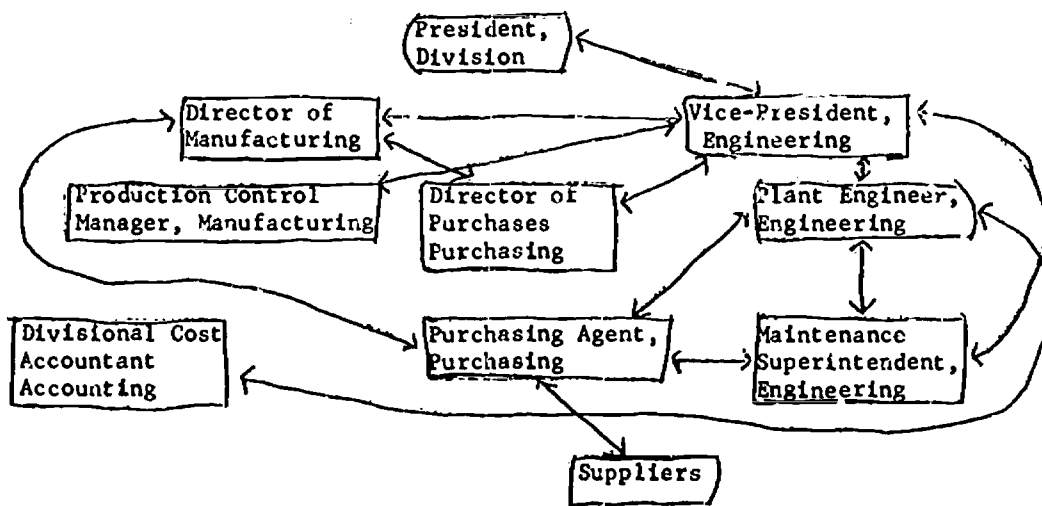 President,
Division
Director of
Manufacturing
Vice-President,
Engineering
Production Control
Manager, Manufacturing
Director of
Purchases
Purchasing
Plant Engineer,
Engineering
Divisional Cost
Accountant
Accounting
Purchasing Agent,
Purchasing
Maintenance
Superintendent,
Engineering
Suppliers